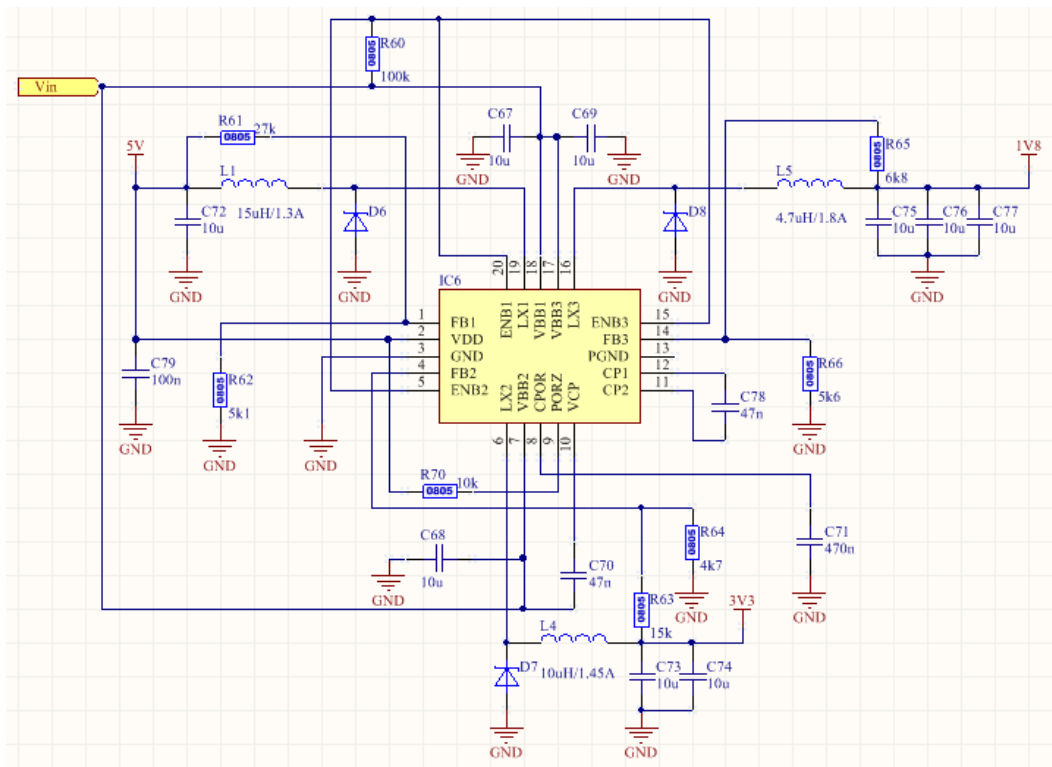 R60
0805
100k
Vin
C67
10u
GND
C69
10u
GND
R61
0805
27k
R65
0805
6k8
5V
1V8
L1
15uH/1.3A
L5
4.7uH/1.8A
C72
10u
GND
D6
GND
D8
GND
C75
10u
C76
10u
C77
10u
GND
IC6
20
19
18
17
16
ENB1
LX1
VBB1
VBB3
LX3
1
FB1
2
VDD
3
GND
4
FB2
5
ENB2
ENB3
15
FB3
14
PGND
13
CP1
12
CP2
11
LX2
VBB2
CPOR
PORZ
VCP
6
7
8
9
10
C79
100n
GND
R62
0805
5k1
GND
GND
C78
47n
R66
0805
5k6
GND
R70
0805
10k
C68
10u
GND
C70
47n
R64
0805
4k7
GND
C71
470n
GND
R63
0805
15k
3V3
L4
10uH/1.45A
D7
GND
C73
10u
C74
10u
GND